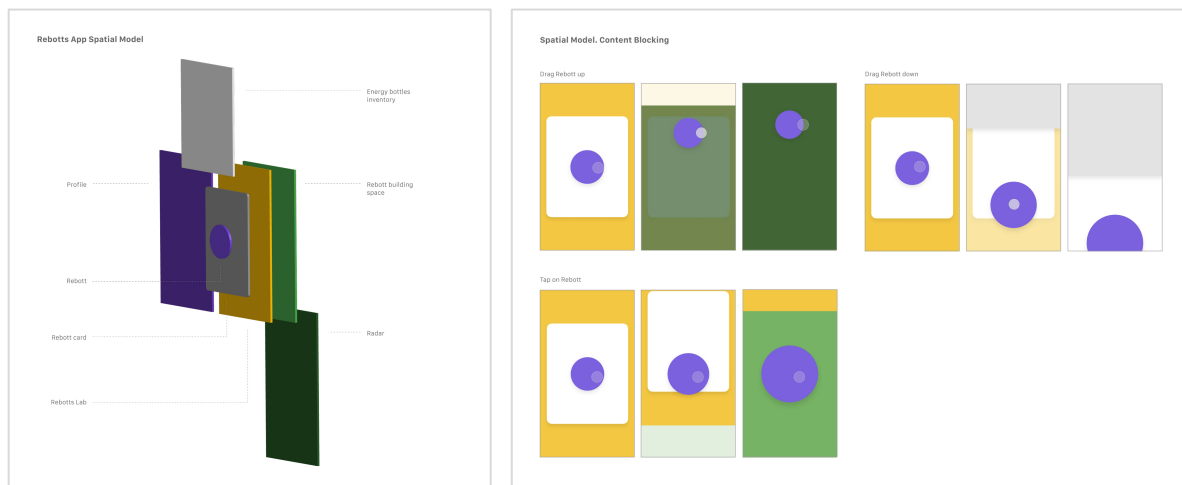 Rebotts App Spatial Model
Energy bottles
inventory
Profile
Rebott building
space
Rebott
Rebott card
Radar
Rebotts Lab
Spatial Model. Content Blocking
Drag Rebott up
Drag Rebott down
Tap on Rebott